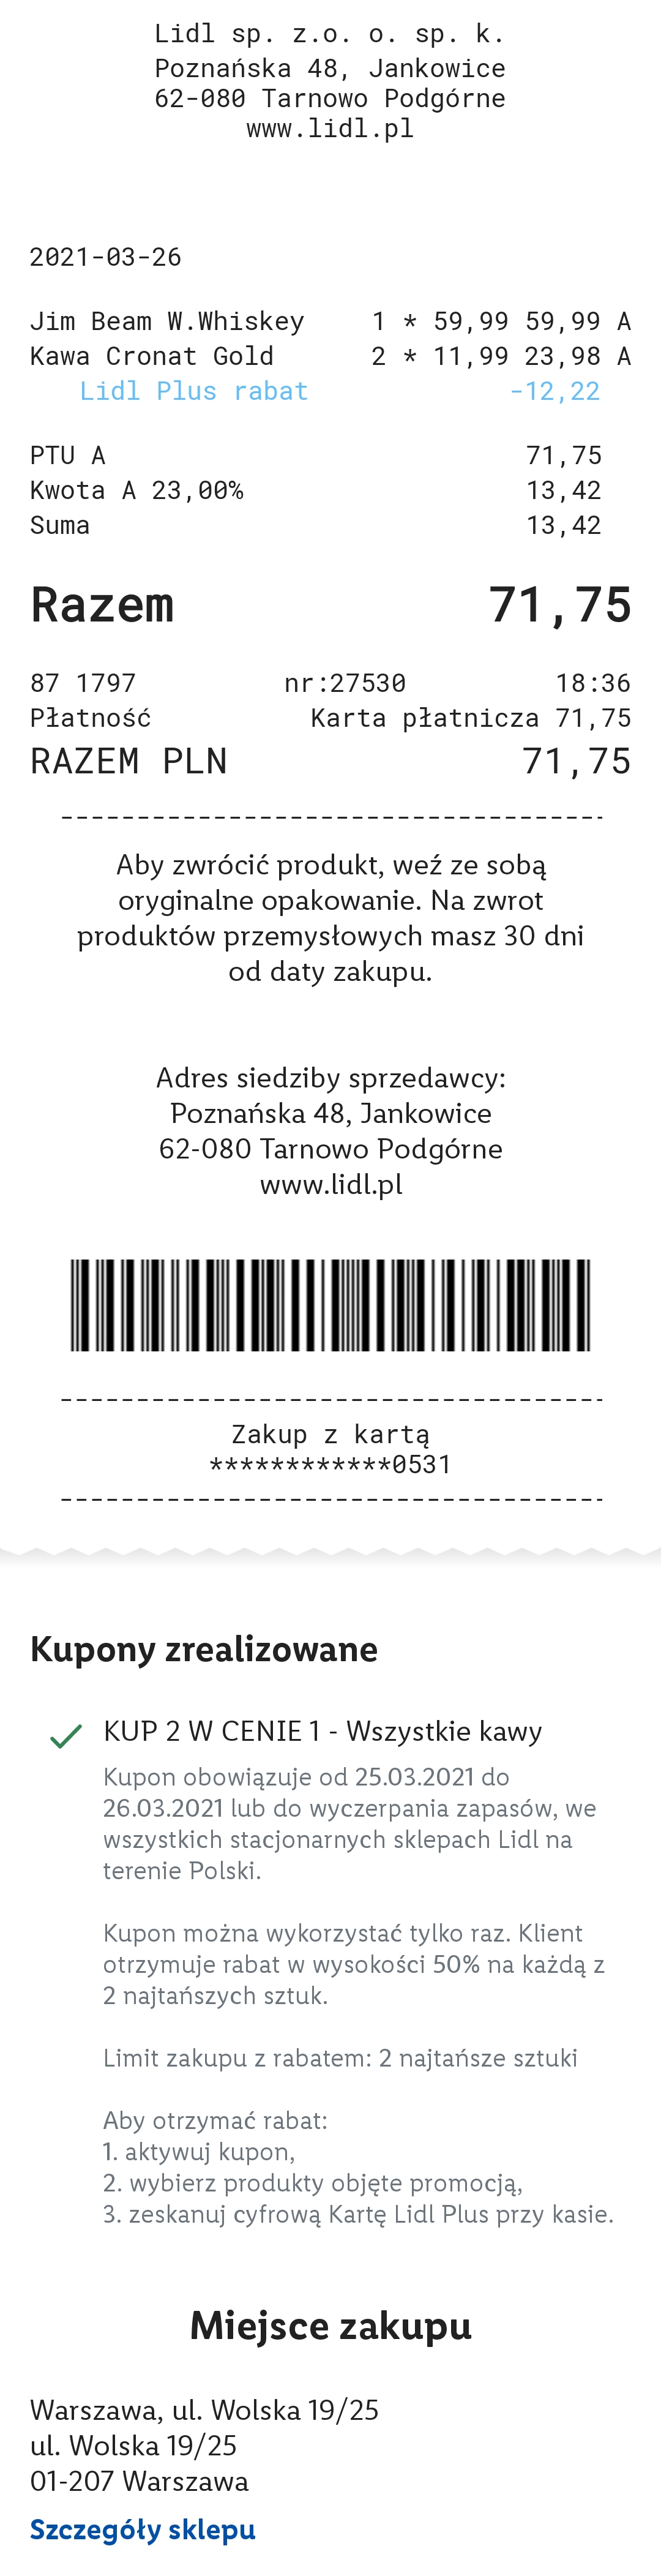 Lidl sp. z.o. o. sp. k.
Poznańska 48, Jankowice
62-080 Tarnowo Podgórne
www.lidl.pl
2021-03-26
Jim Beam W.Whiskey 1 * 59,99 59,99 A
Kawa Cronat Gold 2 * 11,99 23,98 A
Lidl Plus rabat -12,22
PTU A 71,75
Kwota A 23,00% 13,42
Suma 13,42
Razem 71,75
87 1797 nr:27530 18:36
Płatność Karta płatnicza 71,75
RAZEM PLN 71,75
------------------------------------
Aby zwrócić produkt, weź ze sobą
oryginalne opakowanie. Na zwrot
produktów przemysłowych masz 30 dni
od daty zakupu.
Adres siedziby sprzedawcy:
Poznańska 48, Jankowice
62-080 Tarnowo Podgórne
www.lidl.pl
------------------------------------
Zakup z kartą
************0531
------------------------------------
Kupony zrealizowane
KUP 2 W CENIE 1 - Wszystkie kawy
Kupon obowiązuje od 25.03.2021 do
26.03.2021 lub do wyczerpania zapasów, we
wszystkich stacjonarnych sklepach Lidl na
terenie Polski.
Kupon można wykorzystać tylko raz. Klient
otrzymuje rabat w wysokości 50% na każdą z
2 najtańszych sztuk.
Limit zakupu z rabatem: 2 najtańsze sztuki
Aby otrzymać rabat:
1. aktywuj kupon,
2. wybierz produkty objęte promocją,
3. zeskanuj cyfrową Kartę Lidl Plus przy kasie.
Miejsce zakupu
Warszawa, ul. Wolska 19/25
ul. Wolska 19/25
01-207 Warszawa
Szczegóły sklepu